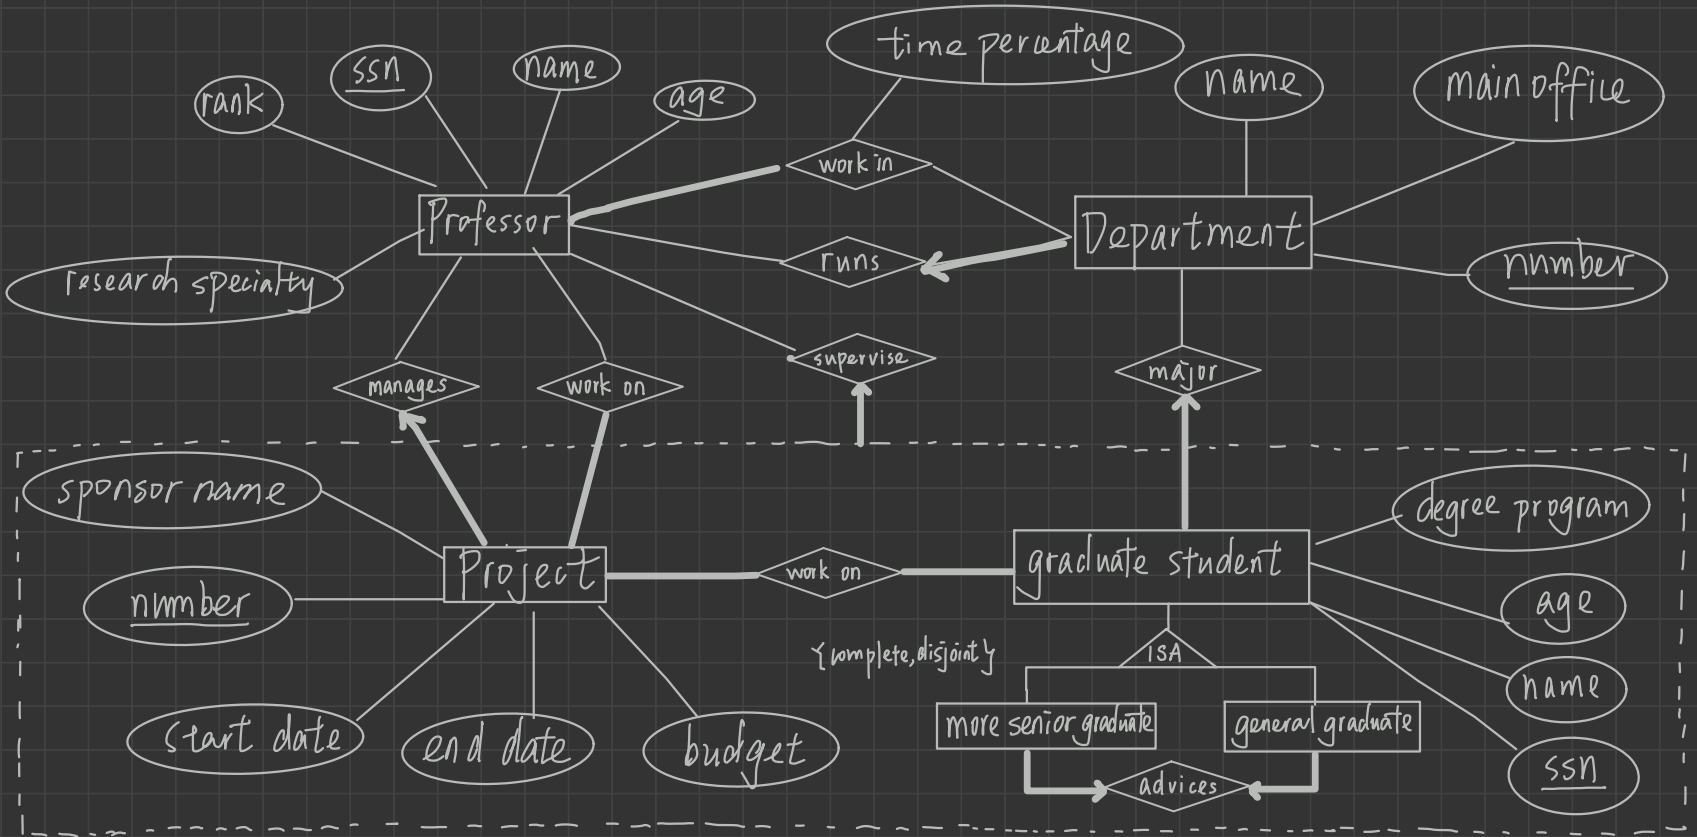 time percentage
ssn
name
name
main office
rank
age
work in
Professor
Department
research specialty
runs
number
supervise
manages
work on
major
sponsor name
degree program
Project
work on
graduate student
number
age
{complete, disjoint}
ISA
name
start date
end date
budget
more senior graduate
general graduate
advices
ssn